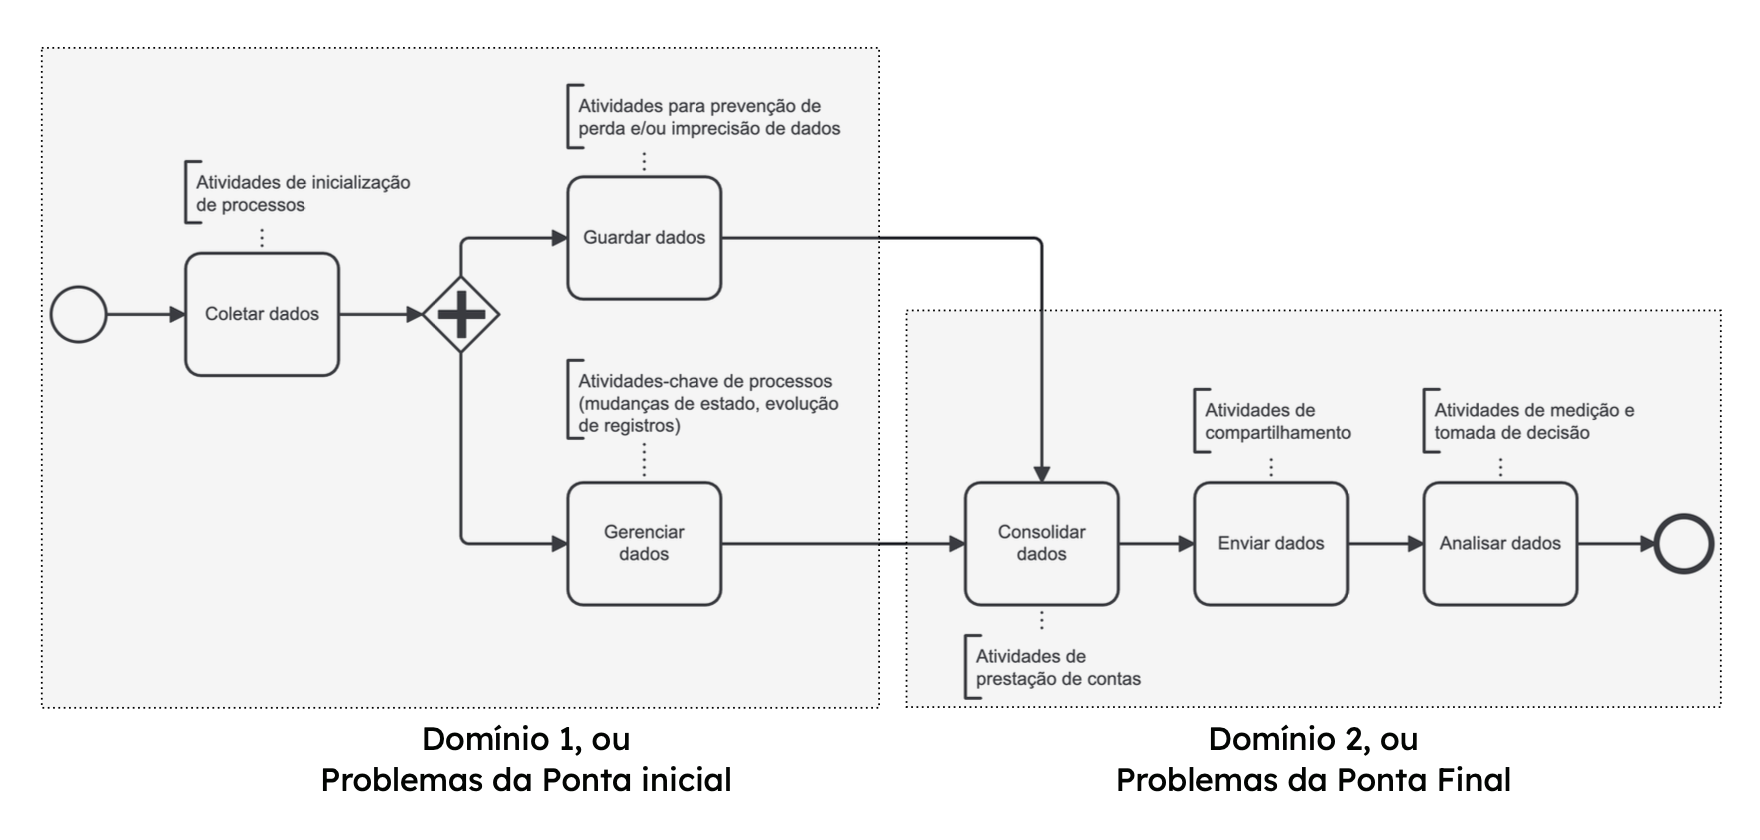 Atividades para prevenção de
perda e/ou imprecisão de dados
Atividades de inicialização
de processos
Guardar dados
Coletar dados
Atividades-chave de processos
(mudanças de estado, evolução
de registros)
Gerenciar
dados
Atividades de
compartilhamento
Atividades de medição e
tomada de decisão
Consolidar
dados
Enviar dados
Analisar dados
Atividades de
prestação de contas
Domínio 1, ou
Problemas da Ponta inicial
Domínio 2, ou
Problemas da Ponta Final